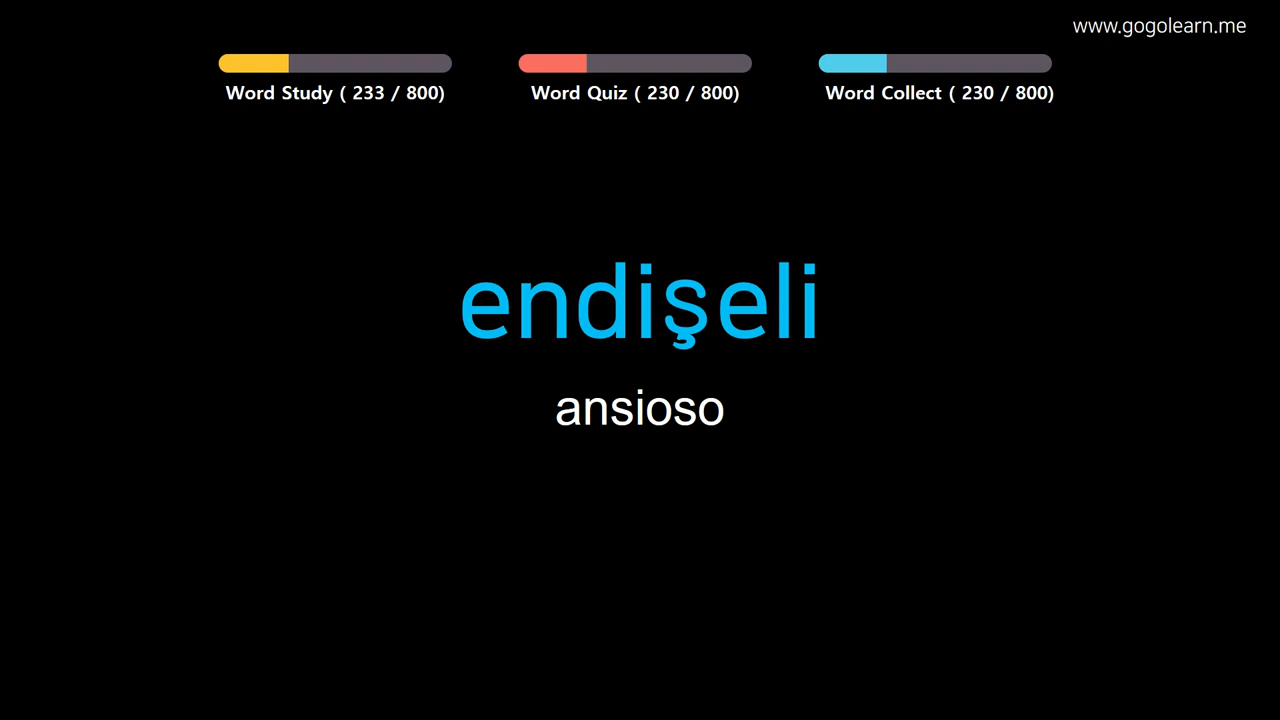 www.gogolearn.me
Word Study ( 233 / 800)
Word Quiz ( 230 / 800)
Word Collect ( 230 / 800)
endişeli
ansioso